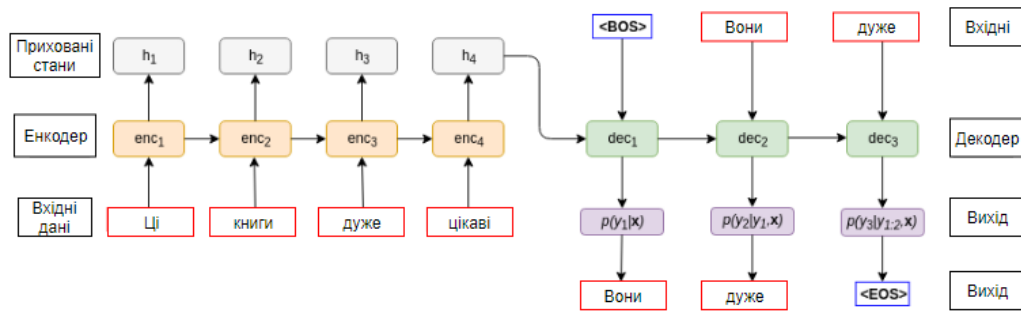 <BOS>
Вони
дуже
Вхідні
Приховані
стани
h1
h2
h3
h4
Енкодер
enc1
enc2
enc3
enc4
dec1
dec2
dec3
Декодер
Вхідні
дані
Ці
книги
дуже
цікаві
p(y1|x)
p(y2|y1,x)
p(y3|y1:2,x)
Вихід
Вони
дуже
<EOS>
Вихід